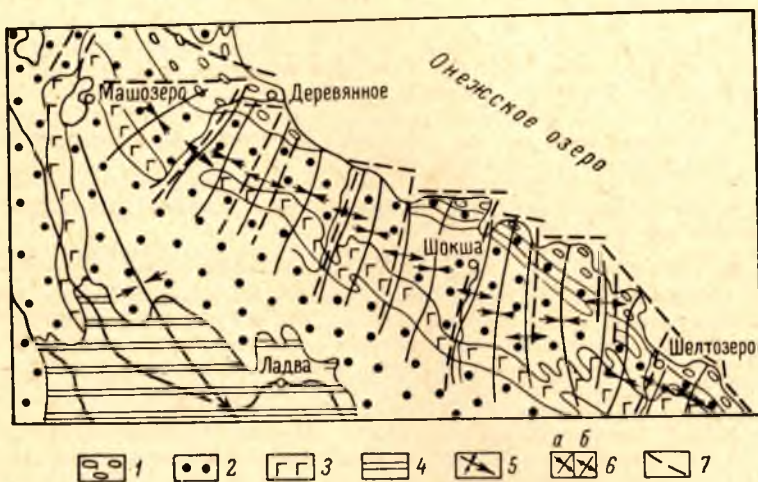 Онежское озеро
Машозеро
Деревянное
Шокша
Шелтозеро
Ладва
а б
1 2 3 4 5 6 7